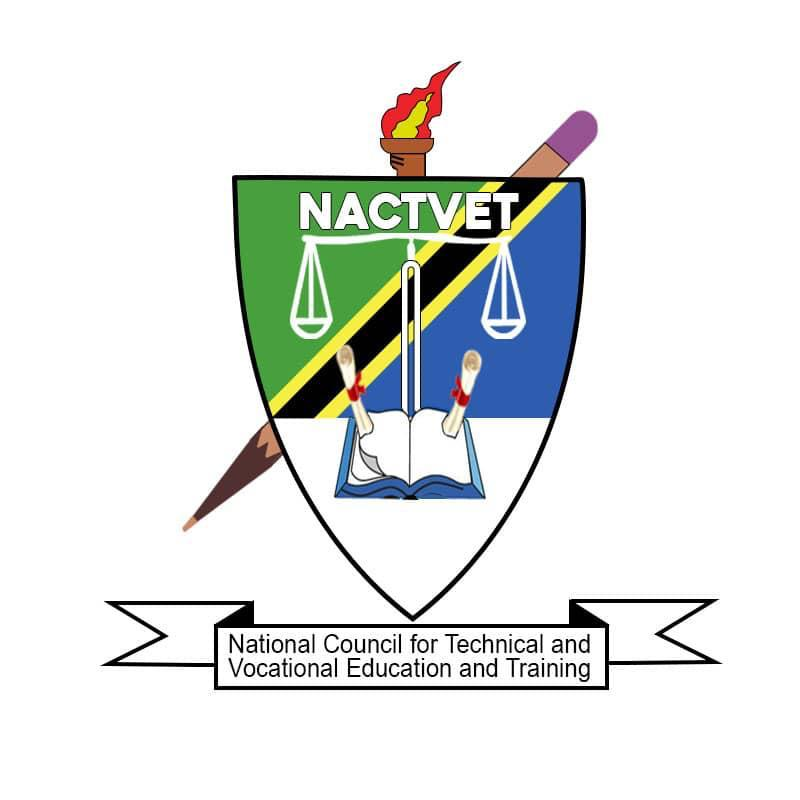 NACTVET
National Council for Technical and
Vocational Education and Training